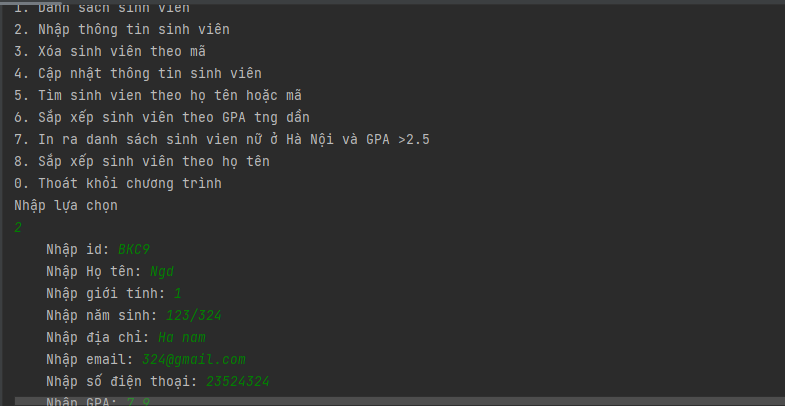 1. Danh sách sinh viên
2. Nhập thông tin sinh viên
3. Xóa sinh viên theo mã
4. Cập nhật thông tin sinh viên
5. Tìm sinh vien theo họ tên hoặc mã
6. Sắp xếp sinh viên theo GPA tng dần
7. In ra danh sách sinh vien nữ ở Hà Nội và GPA >2.5
8. Sắp xếp sinh viên theo họ tên
0. Thoát khỏi chương trình
Nhập lựa chọn
2
Nhập id: BKC9
Nhập Họ tên: Ngd
Nhập giới tính: 1
Nhập năm sinh: 123/324
Nhập địa chỉ: Ha nam
Nhập email: 324@gmail.com
Nhập số điện thoại: 23524324
Nhập GPA: 7.9